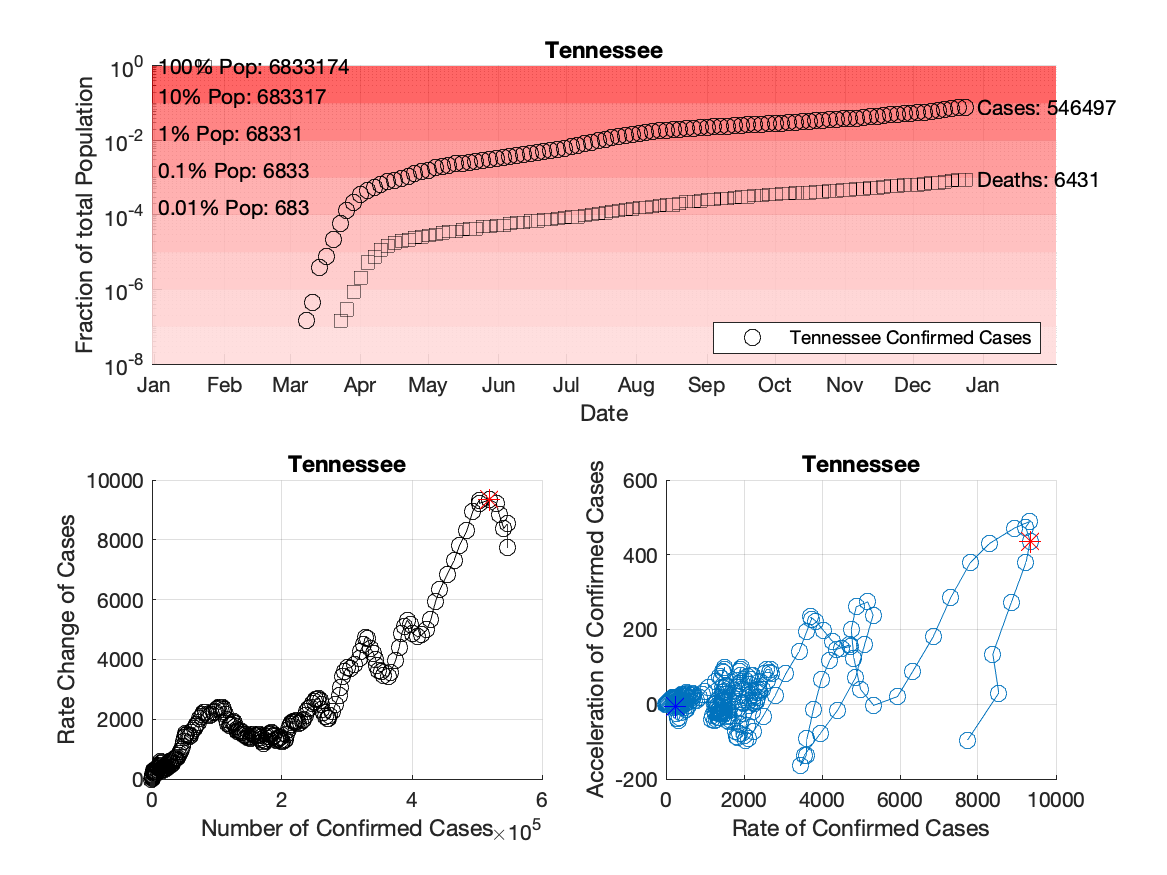 Tennessee
10^0
10^-2
10^-4
10^-6
10^-8
Fraction of total Population
100% Pop: 6833174
10% Pop: 683317
1% Pop: 68331
0.1% Pop: 6833
0.01% Pop: 683
Cases: 546497
Deaths: 6431
Tennessee Confirmed Cases
Jan Feb Mar Apr May Jun Jul Aug Sep Oct Nov Dec Jan
Date
Tennessee
10000
8000
6000
4000
2000
0
Rate Change of Cases
0 2 4 6
Number of Confirmed Cases ×10^5
Tennessee
600
400
200
0
-200
Acceleration of Confirmed Cases
0 2000 4000 6000 8000 10000
Rate of Confirmed Cases